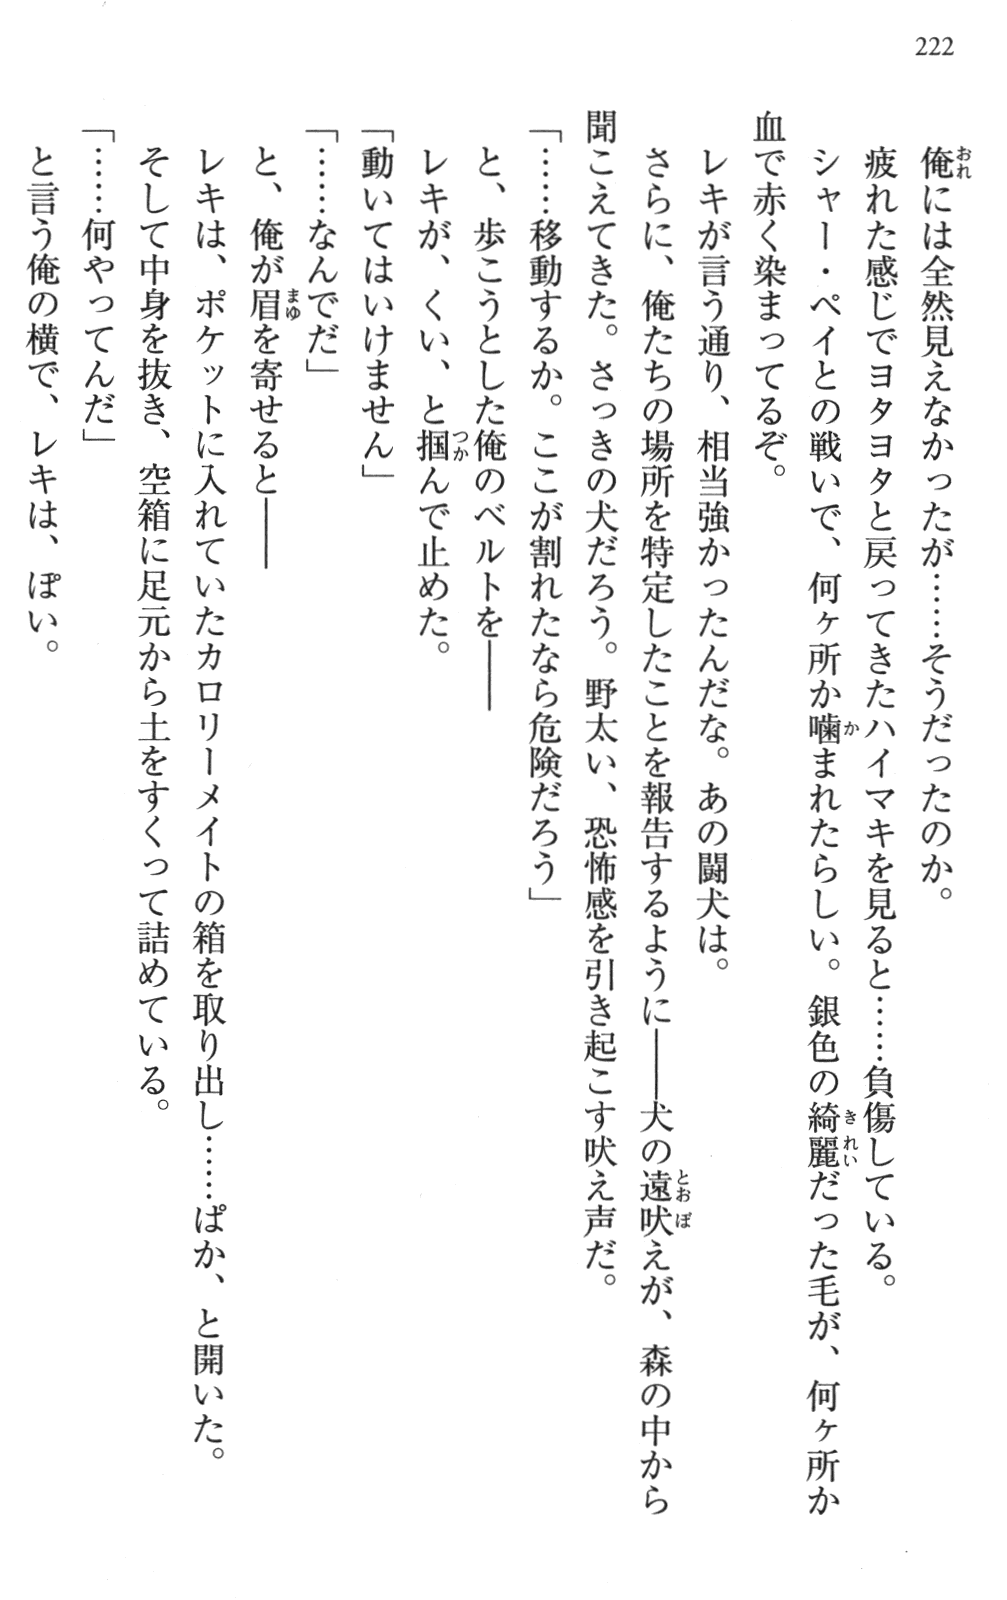 222
俺には全然見えなかったが……そうだったのか。
疲れた感じでヨタヨタと戻ってきたハイマキを見ると……負傷している。
シャー・ペイとの戦いで、何ヶ所か噛まれたらしい。銀色の綺麗だった毛が、何ヶ所か
血で赤く染まってるぞ。
レキが言う通り、相当強かったんだな。あの闘犬は。
さらに、俺たちの場所を特定したことを報告するように――犬の遠吠えが、森の中から
聞こえてきた。さっきの犬だろう。野太い、恐怖感を引き起こす吠え声だ。
「……移動するか。ここが割れたなら危険だろう」
と、歩こうとした俺のベルトを――
レキが、くい、と掴んで止めた。
「動いてはいけません」
「……なんでだ」
と、俺が眉を寄せると――
レキは、ポケットに入れていたカロリーメイトの箱を取り出し……ぱか、と開いた。
そして中身を抜き、空箱に足元から土をすくって詰めている。
「……何やってんだ」
と言う俺の横で、レキは、ぽい。